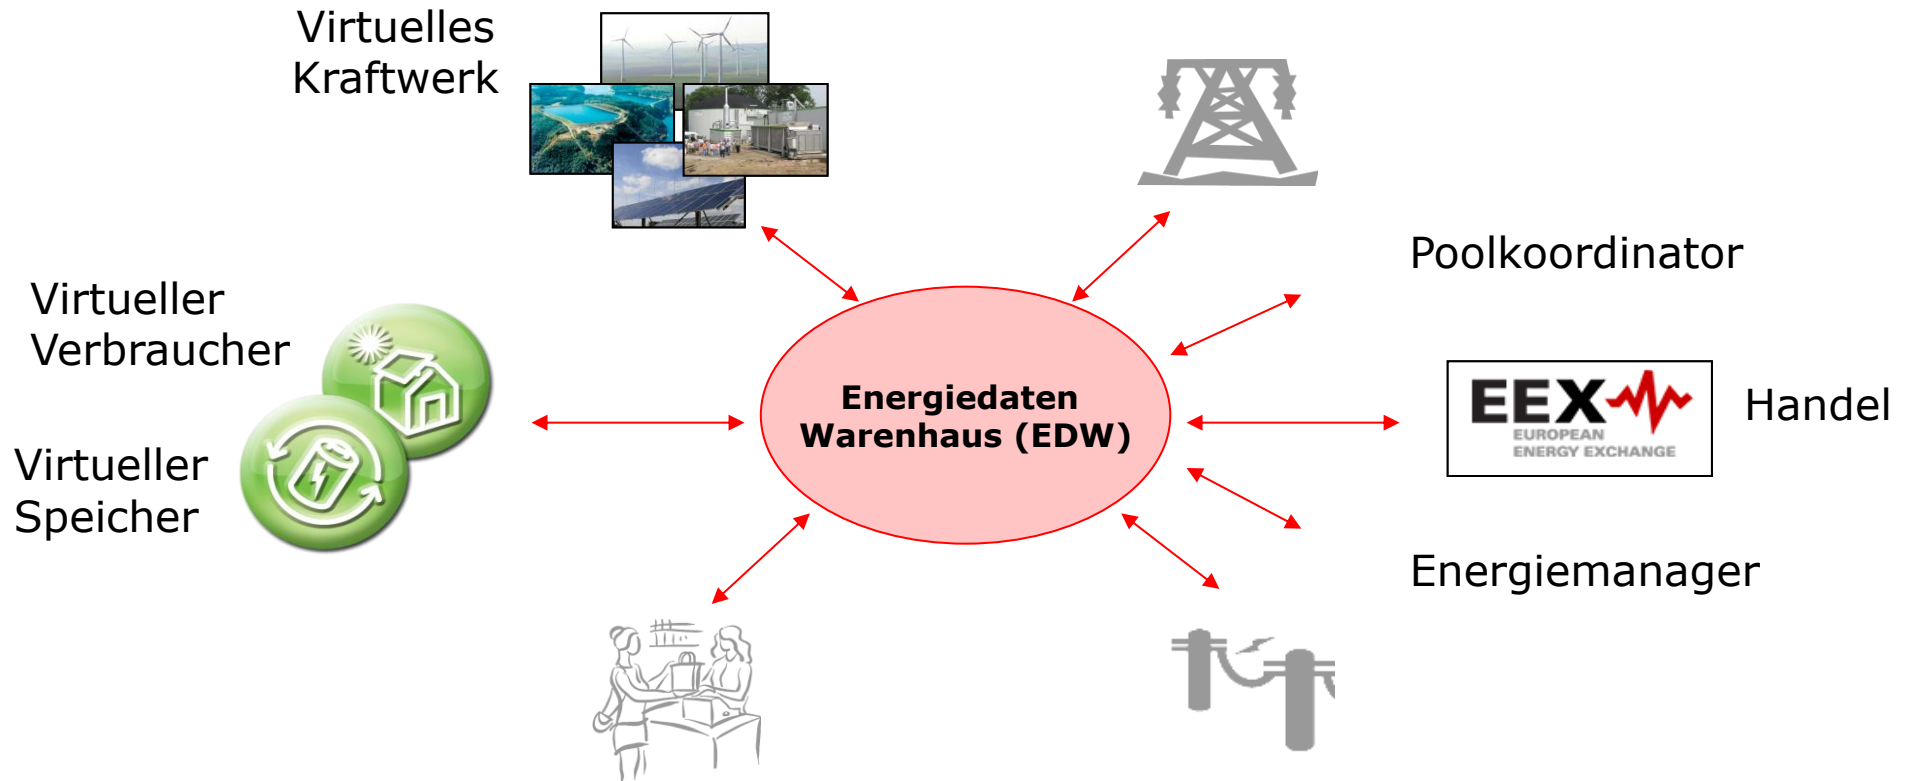 Virtuelles
Kraftwerk
Poolkoordinator
Virtueller
Verbraucher
Energiedaten
Warenhaus (EDW)
EEX
EUROPEAN
ENERGY EXCHANGE
Handel
Virtueller
Speicher
Energiemanager